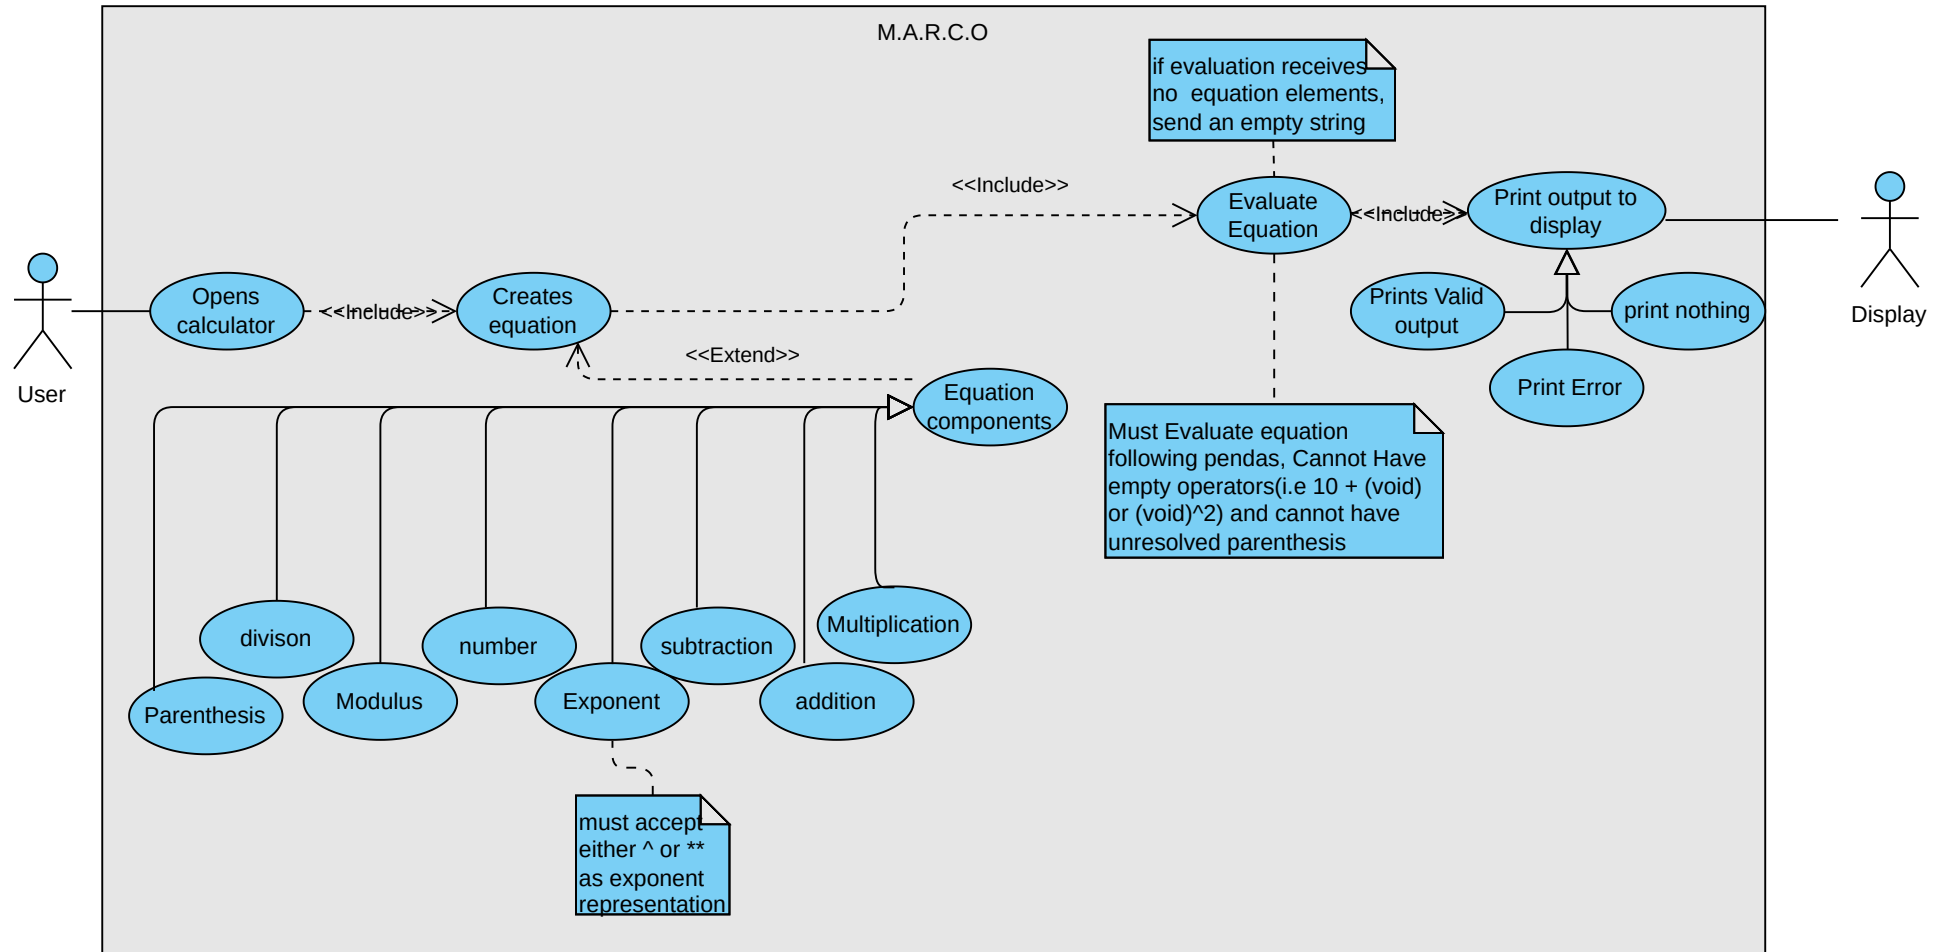 M.A.R.C.O
if evaluation receives
no equation elements,
send an empty string
<<Include>>
Evaluate
Equation
<<Include>>
Print output to
display
User
Opens
calculator
<<Include>>
Creates
equation
<<Extend>>
Equation
components
Prints Valid
output
print nothing
Print Error
Display
Must Evaluate equation
following pendas, Cannot Have
empty operators(i.e 10 + (void)
or (void)^2) and cannot have
unresolved parenthesis
Parenthesis
divison
Modulus
number
Exponent
subtraction
addition
Multiplication
must accept
either ^ or **
as exponent
representation